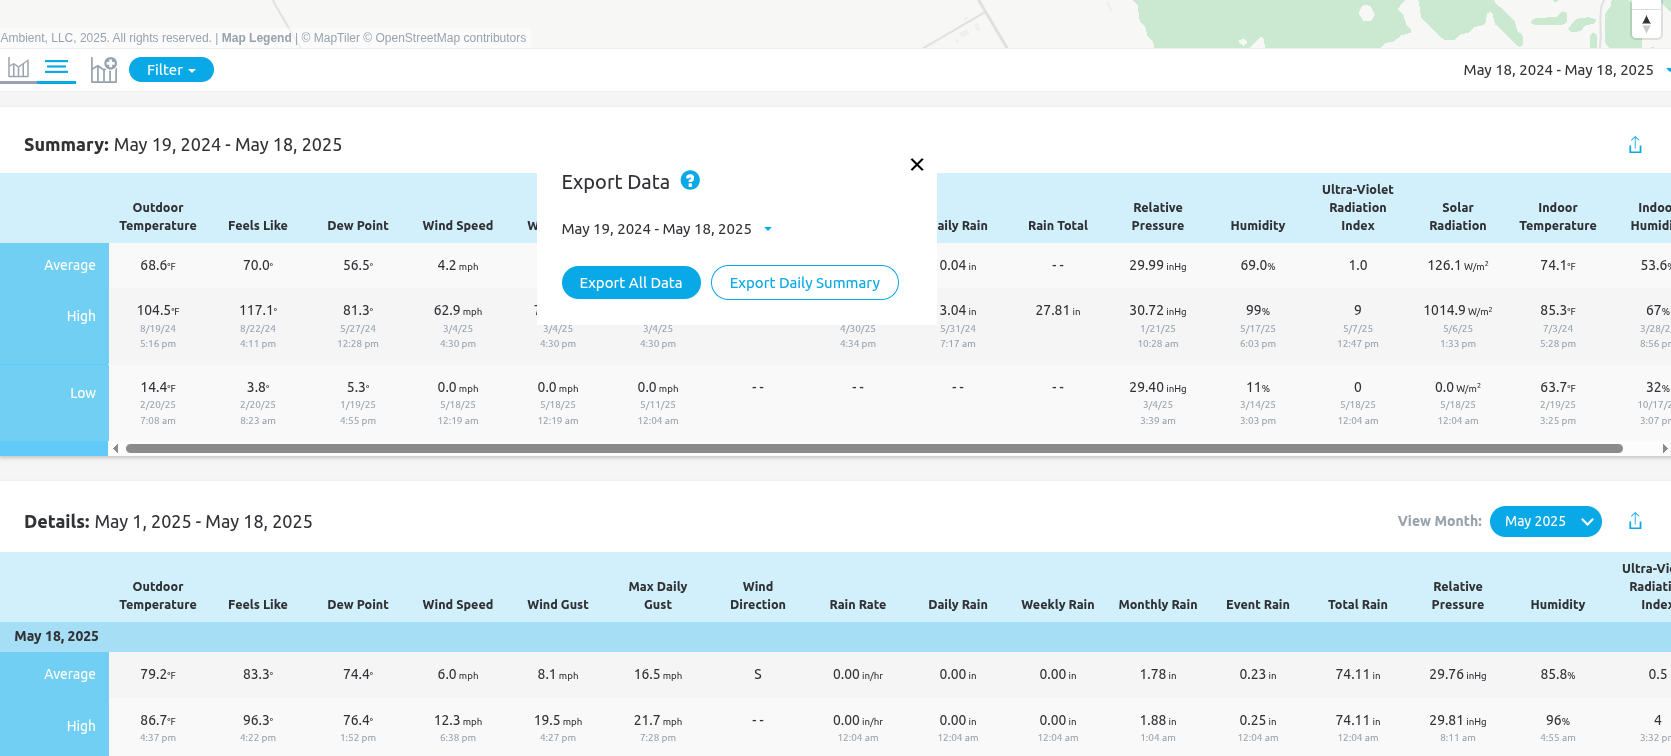 Ambient, LLC, 2025. All rights reserved. | Map Legend | © MapTiler © OpenStreetMap contributors
Filter
May 18, 2024 - May 18, 2025
Summary: May 19, 2024 - May 18, 2025
Export Data ?
May 19, 2024 - May 18, 2025
Export All Data Export Daily Summary
Outdoor Temperature Feels Like Dew Point Wind Speed W aily Rain Rain Total Relative Pressure Humidity Ultra-Violet Radiation Index Solar Radiation Indoor Temperature Indoo Humidi
Average 68.6°F 70.0° 56.5° 4.2 mph 0.04 in -- 29.99 inHg 69.0% 1.0 126.1 W/m² 74.1°F 53.6%
High 104.5°F 117.1° 81.3° 62.9 mph 3.04 in 27.81 in 30.72 inHg 99% 9 1014.9 W/m² 85.3°F 67%
8/19/24 8/22/24 5/27/24 3/4/25 3/4/25 3/4/25 4/30/25 5/31/24 1/21/25 5/17/25 5/7/25 5/6/25 7/3/24 3/28/2
5:16 pm 4:11 pm 12:28 pm 4:30 pm 4:30 pm 4:30 pm 4:34 pm 7:17 am 10:28 am 6:03 pm 12:47 pm 1:33 pm 5:28 pm 8:56 pm
Low 14.4°F 3.8° 5.3° 0.0 mph 0.0 mph 0.0 mph -- -- -- -- 29.40 inHg 11% 0 0.0 W/m² 63.7°F 32%
2/20/25 2/20/25 1/19/25 5/18/25 5/18/25 5/11/25 3/4/25 3/14/25 5/18/25 5/18/25 2/19/25 10/17/2
7:08 am 8:23 am 4:55 pm 12:19 am 12:19 am 12:04 am 3:39 am 3:03 pm 12:04 am 12:04 am 3:25 pm 3:07 pm
Details: May 1, 2025 - May 18, 2025
View Month: May 2025
Outdoor Temperature Feels Like Dew Point Wind Speed Wind Gust Max Daily Gust Wind Direction Rain Rate Daily Rain Weekly Rain Monthly Rain Event Rain Total Rain Relative Pressure Humidity Ultra-Vi Radiati Index
May 18, 2025
Average 79.2°F 83.3° 74.4° 6.0 mph 8.1 mph 16.5 mph S 0.00 in/hr 0.00 in 0.00 in 1.78 in 0.23 in 74.11 in 29.76 inHg 85.8% 0.5
High 86.7°F 96.3° 76.4° 12.3 mph 19.5 mph 21.7 mph -- 0.00 in/hr 0.00 in 0.00 in 1.88 in 0.25 in 74.11 in 29.81 inHg 96% 4
4:37 pm 4:22 pm 1:52 pm 6:38 pm 4:27 pm 7:28 pm 12:04 am 12:04 am 12:04 am 1:04 am 12:04 am 12:04 am 8:11 am 4:55 am 3:32 p